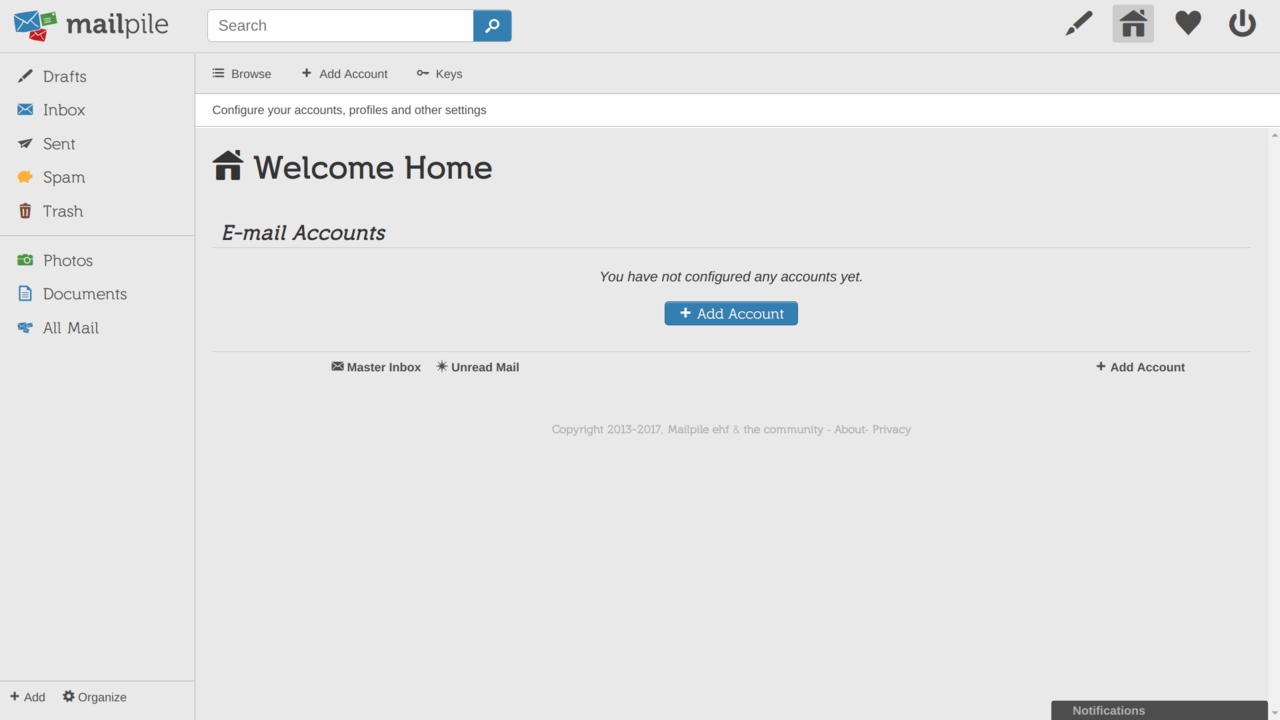 mailpile
Search
Drafts
Inbox
Sent
Spam
Trash
Photos
Documents
All Mail
Add
Organize
Browse
Add Account
Keys
Configure your accounts, profiles and other settings
Welcome Home
E-mail Accounts
You have not configured any accounts yet.
Add Account
Master Inbox
Unread Mail
Add Account
Copyright 2013-2017, Mailpile ehf & the community - About- Privacy
Notifications